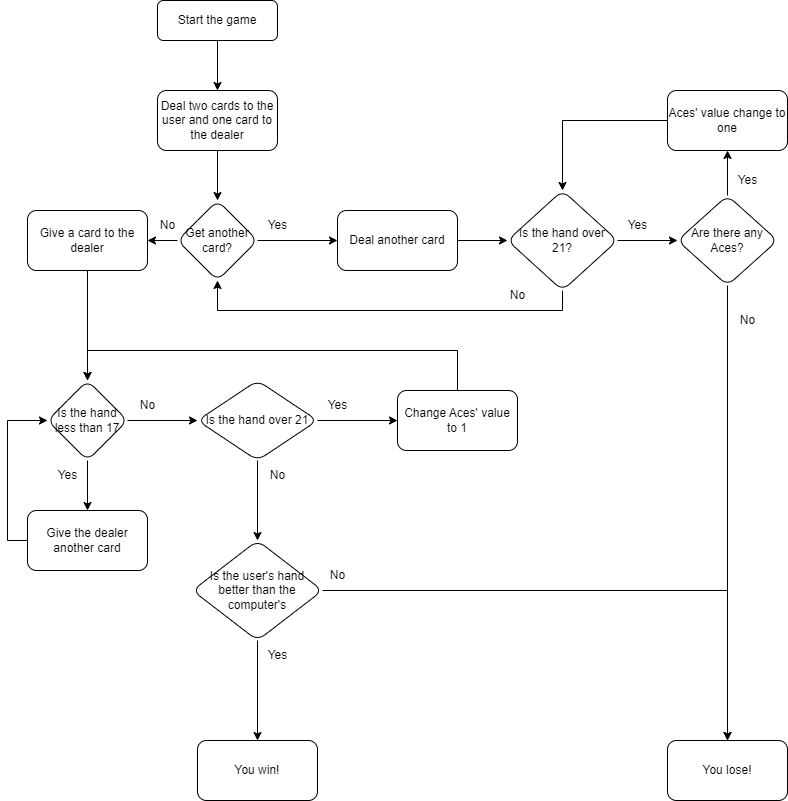 Start the game
Deal two cards to the
user and one card to
the dealer
Aces' value change to
one
Yes
No
Give a card to the
dealer
Get another
card?
Yes
Deal another card
Is the hand over
21?
Yes
Are there any
Aces?
No
No
Is the hand
less than 17
No
Is the hand over 21
Yes
Change Aces' value
to 1
Yes
No
Give the dealer
another card
Is the user's hand
better than the
computer's
No
Yes
You win!
You lose!